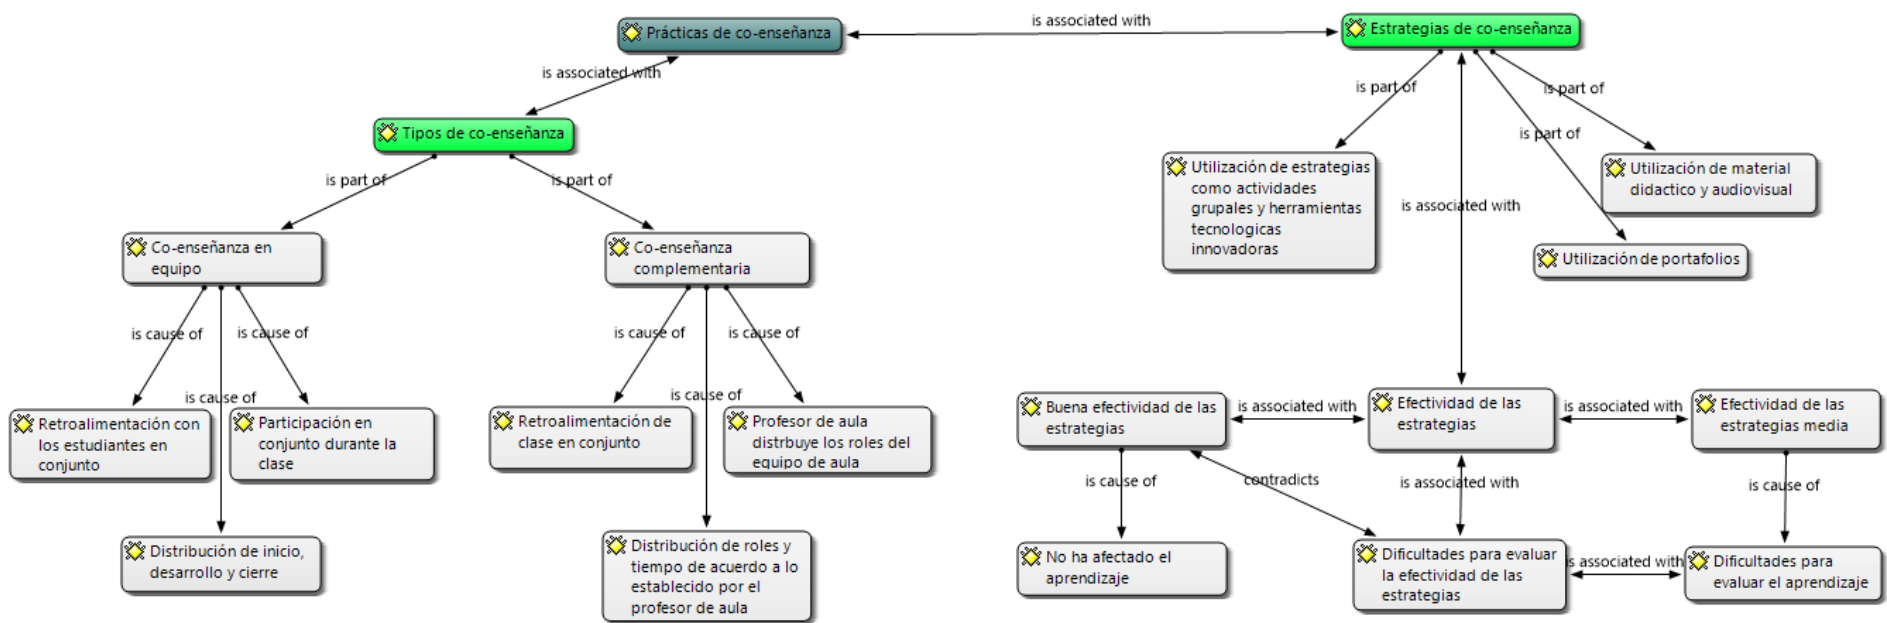 is associated with
Prácticas de co-enseñanza
Estrategias de co-enseñanza
is associated with
is part of
is part of
Tipos de co-enseñanza
is part of
is part of
is part of
Utilización de estrategias
como actividades
grupales y herramientas
tecnologicas
innovadoras
Utilización de material
didactico y audiovisual
is associated with
Co-enseñanza en
equipo
Co-enseñanza
complementaria
Utilización de portafolios
is cause of
is cause of
is cause of
is cause of
is cause of
is cause of
Retroalimentación con
los estudiantes en
conjunto
Participación en
conjunto durante la
clase
Retroalimentación de
clase en conjunto
Profesor de aula
distrbuye los roles del
equipo de aula
Buena efectividad de las
estrategias
is associated with
Efectividad de las
estrategias
is associated with
Efectividad de las
estrategias media
is cause of
contradicts
is associated with
is cause of
Distribución de inicio,
desarrollo y cierre
Distribución de roles y
tiempo de acuerdo a lo
establecido por el
profesor de aula
No ha afectado el
aprendizaje
Dificultades para evaluar
la efectividad de las
estrategias
is associated with
Dificultades para
evaluar el aprendizaje